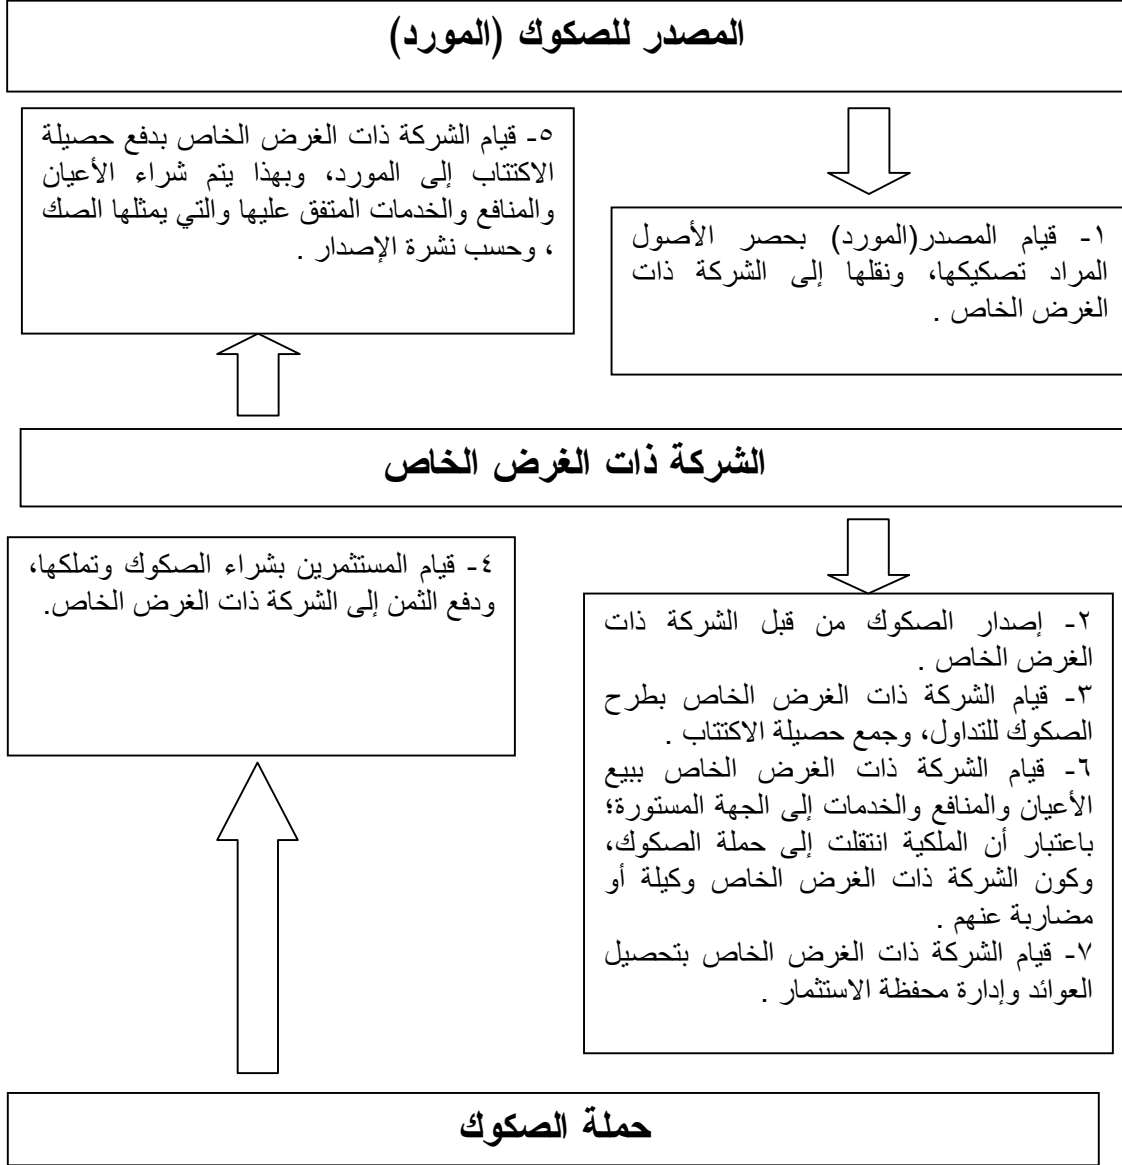 المصدر للصكوك (المورد)
١- قيام المصدر(المورد) بحصر الأصول
المراد تصكيكها، ونقلها إلى الشركة ذات
الغرض الخاص .
٥- قيام الشركة ذات الغرض الخاص بدفع حصيلة
الاكتتاب إلى المورد، وبهذا يتم شراء الأعيان
والمنافع والخدمات المتفق عليها والتي يمثلها الصك
، وحسب نشرة الإصدار .
الشركة ذات الغرض الخاص
٢- إصدار الصكوك من قبل الشركة ذات
الغرض الخاص .
٣- قيام الشركة ذات الغرض الخاص بطرح
الصكوك للتداول، وجمع حصيلة الاكتتاب .
٦- قيام الشركة ذات الغرض الخاص ببيع
الأعيان والمنافع والخدمات إلى الجهة المستورة؛
باعتبار أن الملكية انتقلت إلى حملة الصكوك،
وكون الشركة ذات الغرض الخاص وكيلة أو
مضاربة عنهم .
٧- قيام الشركة ذات الغرض الخاص بتحصيل
العوائد وإدارة محفظة الاستثمار .
٤- قيام المستثمرين بشراء الصكوك وتملكها،
ودفع الثمن إلى الشركة ذات الغرض الخاص.
حملة الصكوك